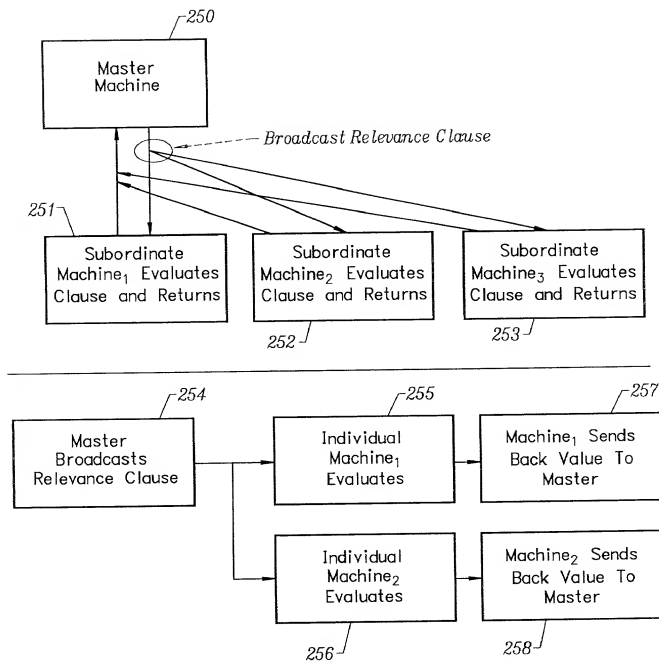 250
Master
Machine
Broadcast Relevance Clause
251
Subordinate
Machine₁ Evaluates
Clause and Returns
Subordinate
Machine₂ Evaluates
Clause and Returns
252
Subordinate
Machine₃ Evaluates
Clause and Returns
253
254
Master
Broadcasts
Relevance Clause
255
Individual
Machine₁
Evaluates
257
Machine₁ Sends
Back Value To
Master
Individual
Machine₂
Evaluates
256
Machine₂ Sends
Back Value To
Master
258